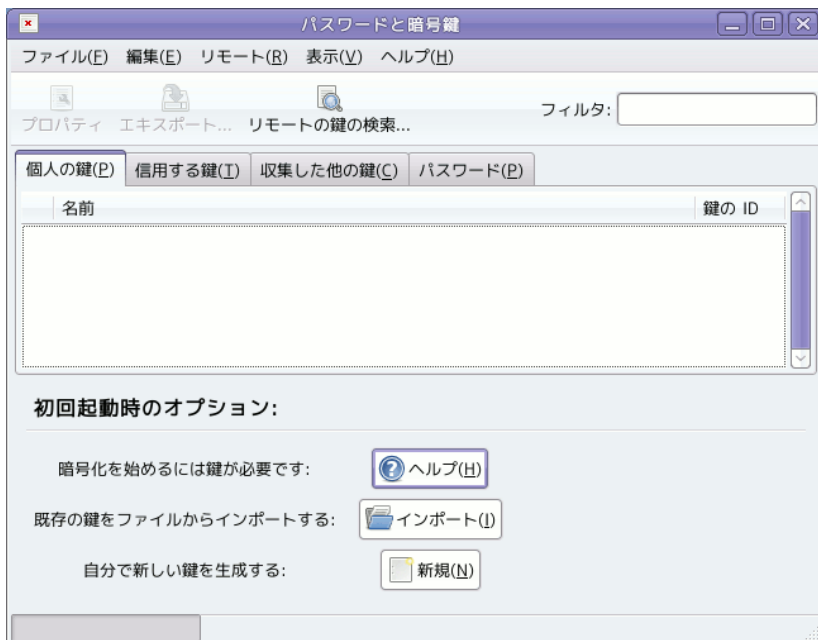 パスワードと暗号鍵
ファイル(F) 編集(E) リモート(R) 表示(V) ヘルプ(H)
プロパティ エキスポート... リモートの鍵の検索... フィルタ:
個人の鍵(P) 信用する鍵(T) 収集した他の鍵(C) パスワード(P)
名前 鍵の ID
初回起動時のオプション:
暗号化を始めるには鍵が必要です: ヘルプ(H)
既存の鍵をファイルからインポートする: インポート(I)
自分で新しい鍵を生成する: 新規(N)